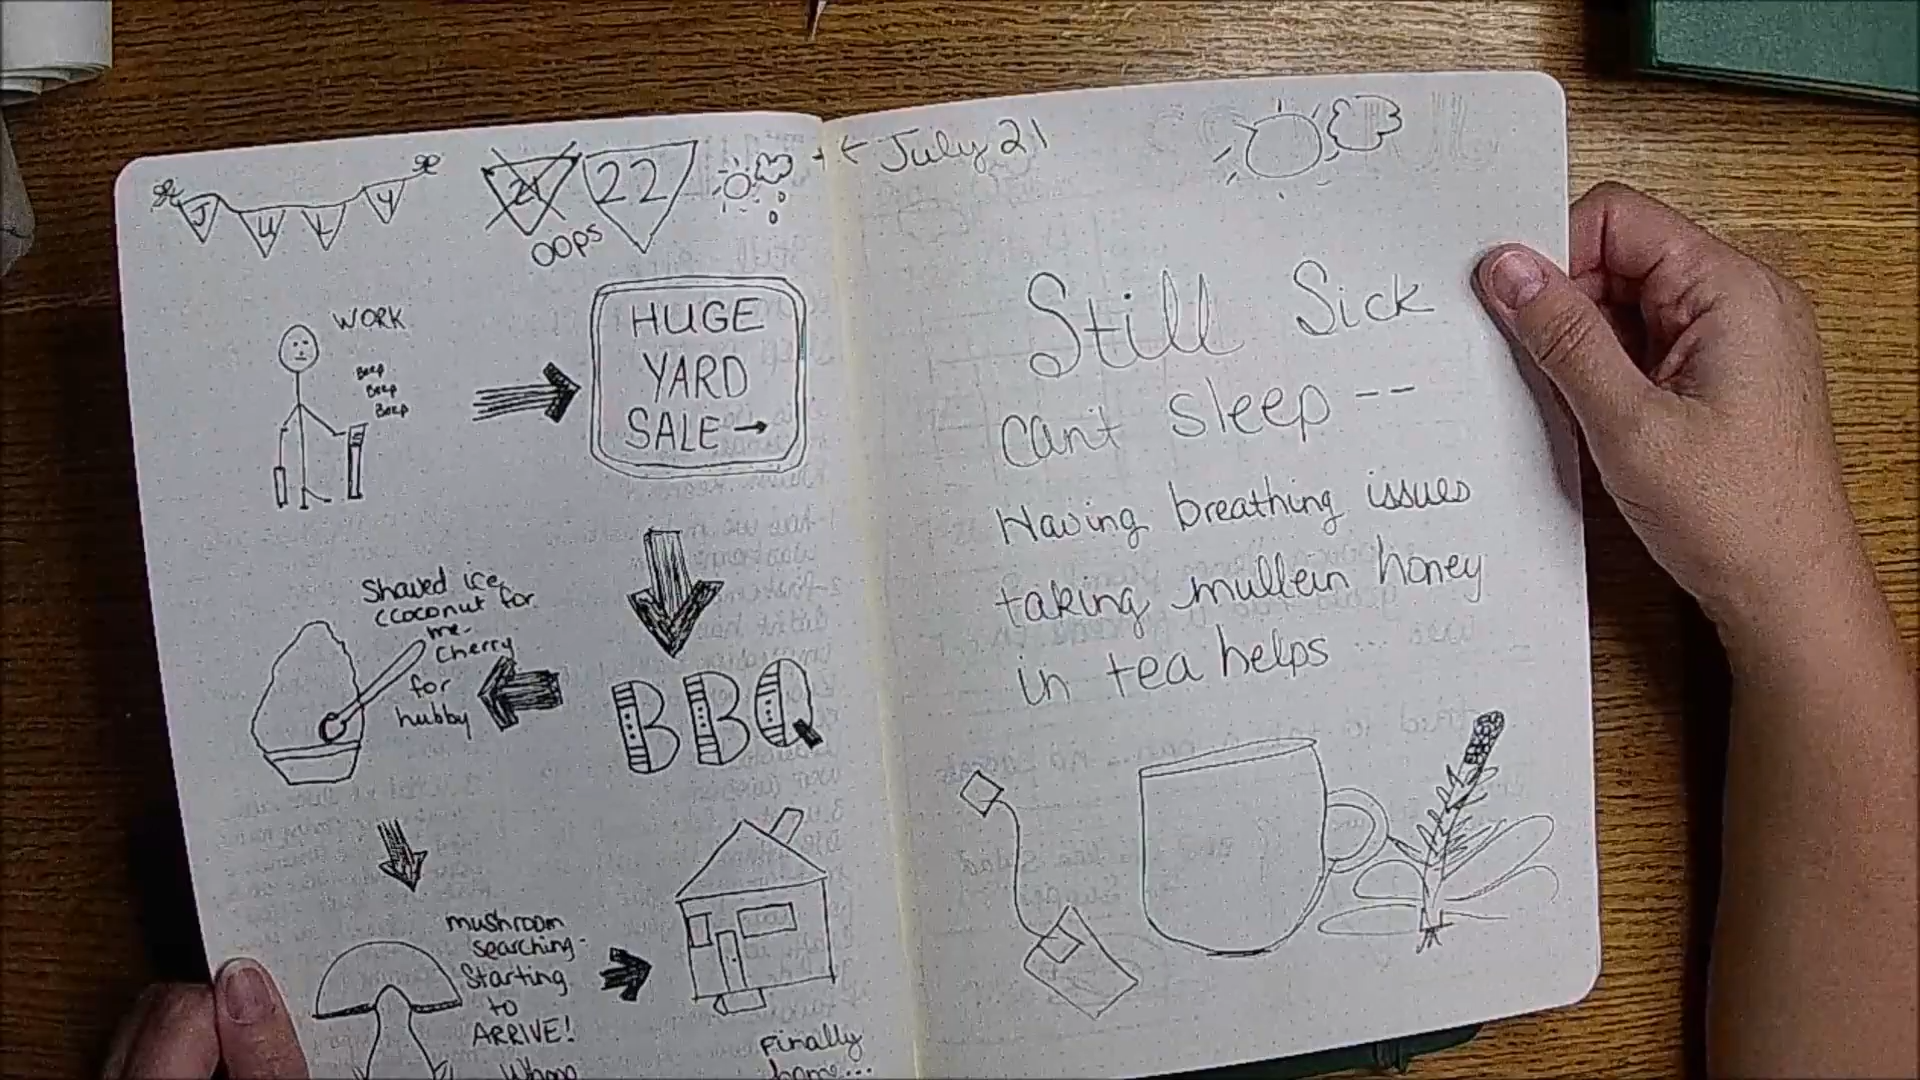 JULY
21 22
OOPS
WORK
Beep
Beep
Beep
HUGE
YARD
SALE →
Shaved ice
(coconut for
me.
Cherry
for
hubby
BBQ
mushroom
searching-
Starting
to
ARRIVE!
Finally
home...
← July 21
Still Sick
cant sleep --
Having breathing issues
taking mullein honey
in tea helps